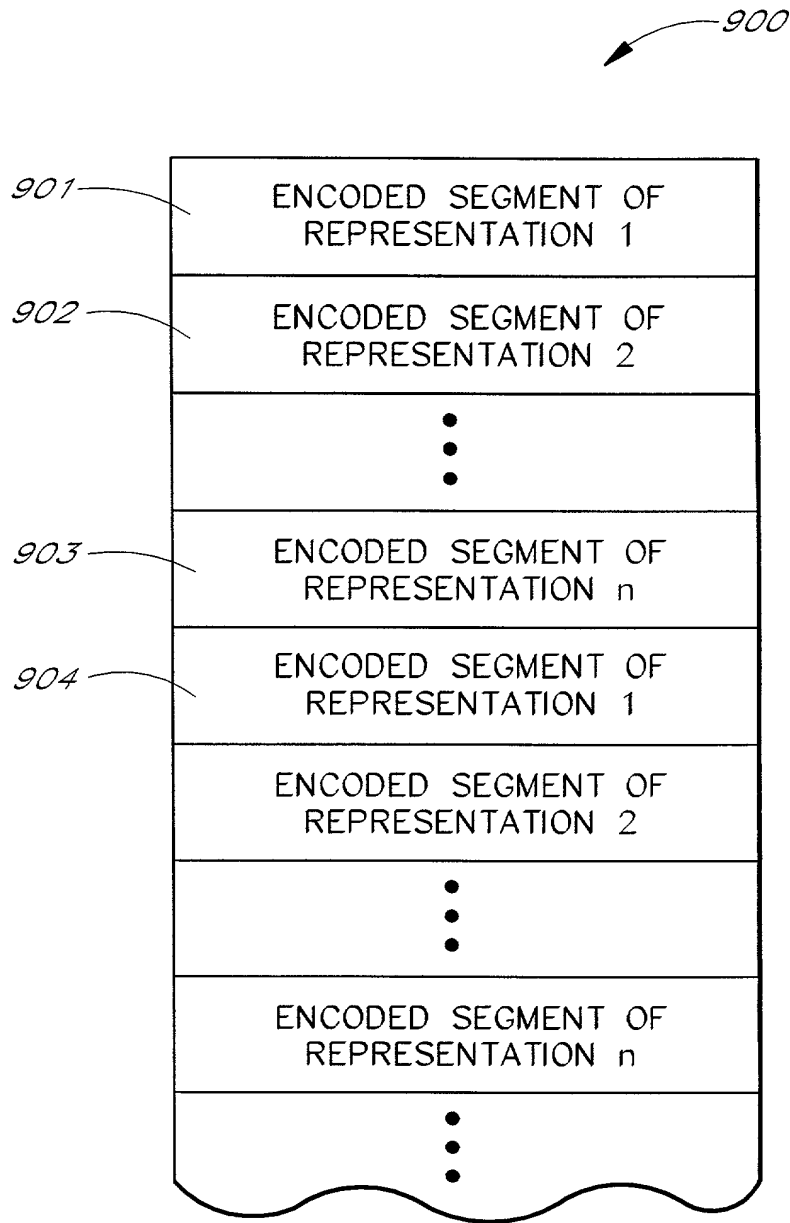 900
901
ENCODED SEGMENT OF
REPRESENTATION 1
902
ENCODED SEGMENT OF
REPRESENTATION 2
903
ENCODED SEGMENT OF
REPRESENTATION n
904
ENCODED SEGMENT OF
REPRESENTATION 1
ENCODED SEGMENT OF
REPRESENTATION 2
ENCODED SEGMENT OF
REPRESENTATION n